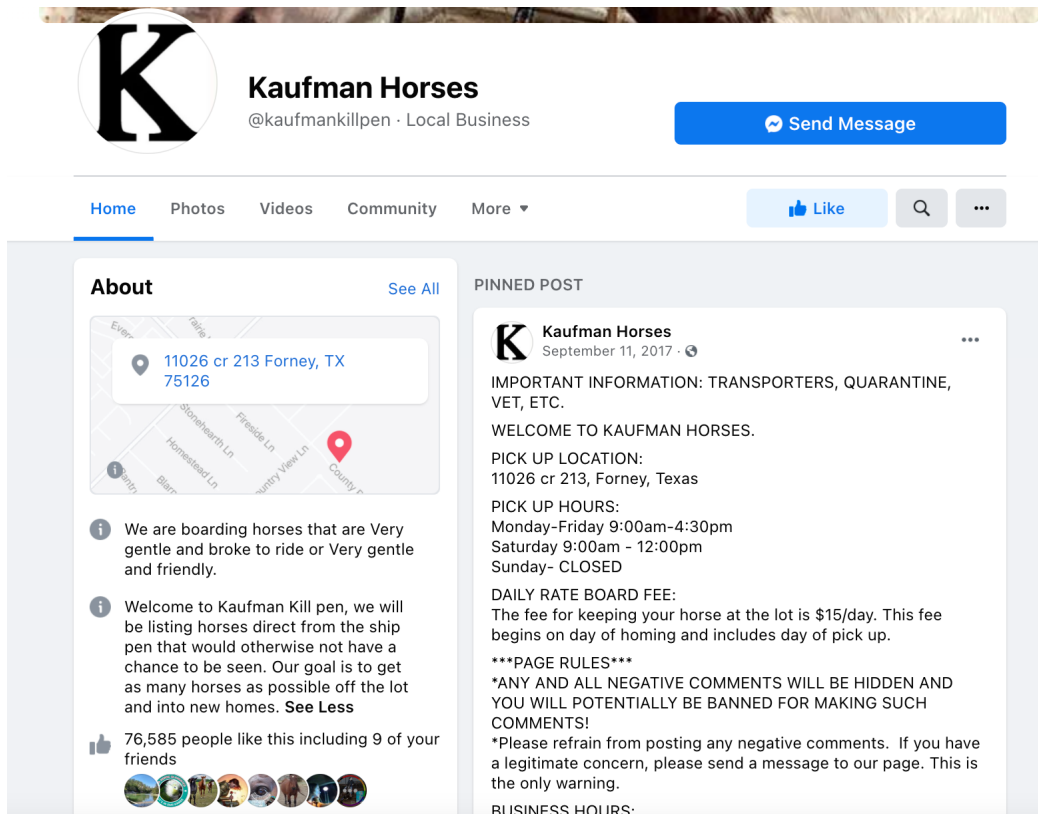 K
Kaufman Horses
@kaufmankillpen · Local Business
Send Message
Home
Photos
Videos
Community
More
Like
About
See All
11026 cr 213 Forney, TX
75126
Stonehearth Ln
Fireside Ln
Homestead Ln
County
We are boarding horses that are Very
gentle and broke to ride or Very gentle
and friendly.
Welcome to Kaufman Kill pen, we will
be listing horses direct from the ship
pen that would otherwise not have a
chance to be seen. Our goal is to get
as many horses as possible off the lot
and into new homes. See Less
76,585 people like this including 9 of your
friends
PINNED POST
K
Kaufman Horses
September 11, 2017 ·
IMPORTANT INFORMATION: TRANSPORTERS, QUARANTINE,
VET, ETC.
WELCOME TO KAUFMAN HORSES.
PICK UP LOCATION:
11026 cr 213, Forney, Texas
PICK UP HOURS:
Monday-Friday 9:00am-4:30pm
Saturday 9:00am - 12:00pm
Sunday- CLOSED
DAILY RATE BOARD FEE:
The fee for keeping your horse at the lot is $15/day. This fee
begins on day of homing and includes day of pick up.
***PAGE RULES***
*ANY AND ALL NEGATIVE COMMENTS WILL BE HIDDEN AND
YOU WILL POTENTIALLY BE BANNED FOR MAKING SUCH
COMMENTS!
*Please refrain from posting any negative comments.  If you have
a legitimate concern, please send a message to our page. This is
the only warning.
BUSINESS HOURS: